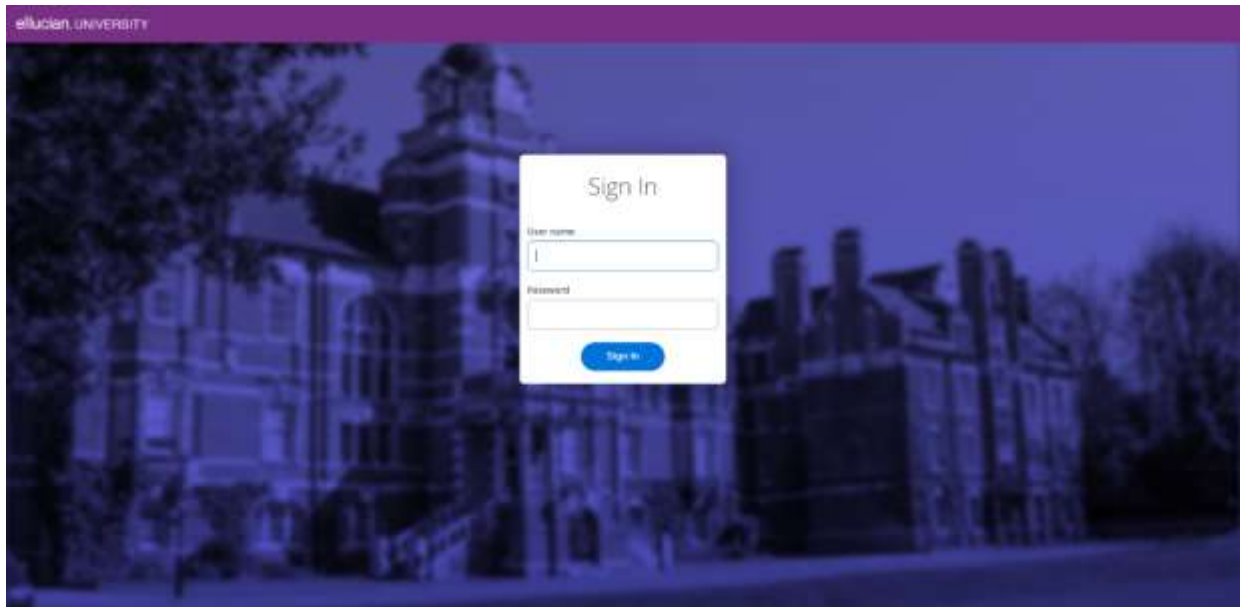 ellucian. UNIVERSITY
Sign In
User name
Password
Sign In